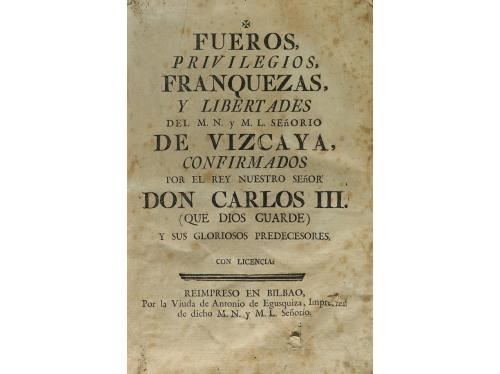 FUEROS,
PRIVILEGIOS,
FRANQUEZAS,
Y LIBERTADES
DEL M. N. y M. L. SEñORIO
DE VIZCAYA,
CONFIRMADOS
POR EL REY NUESTRO SEñOR
DON CARLOS III.
(QUE DIOS GUARDE)
Y SUS GLORIOSOS PREDECESORES.
CON LICENCIA:
REIMPRESO EN BILBAO,
Por la Viuda de Antonio de Egusquiza,
de dicho M. N. y M. L. Señorio.